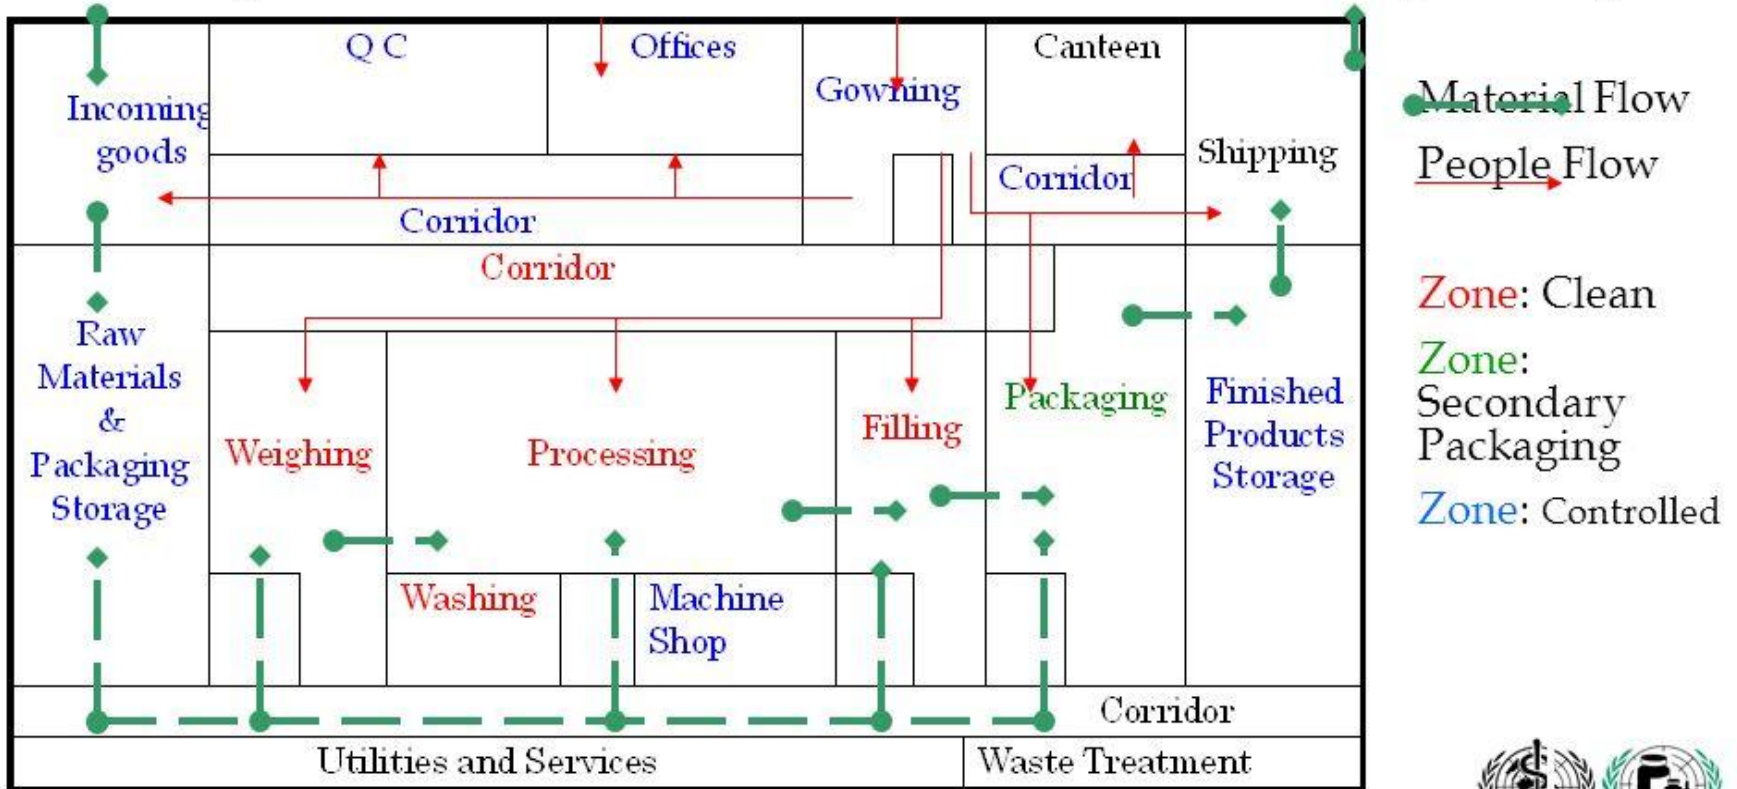 Q C
Offices
Canteen
Gowning
Incoming
goods
Shipping
Corridor
Corridor
Corridor
Raw
Materials
&
Packaging
Storage
Weighing
Processing
Filling
Packaging
Finished
Products
Storage
Washing
Machine
Shop
Corridor
Utilities and Services
Waste Treatment
Material Flow
People Flow
Zone: Clean
Zone:
Secondary
Packaging
Zone: Controlled